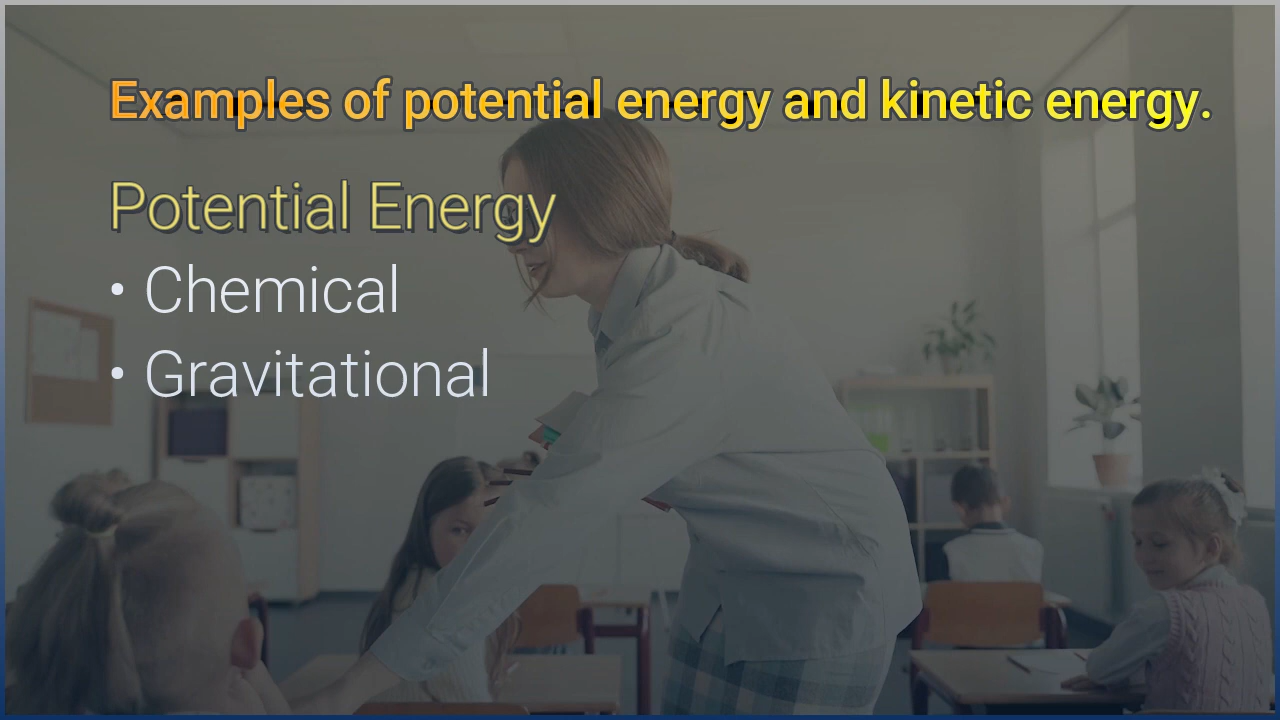 Examples of potential energy and kinetic energy.
Potential Energy
• Chemical
• Gravitational